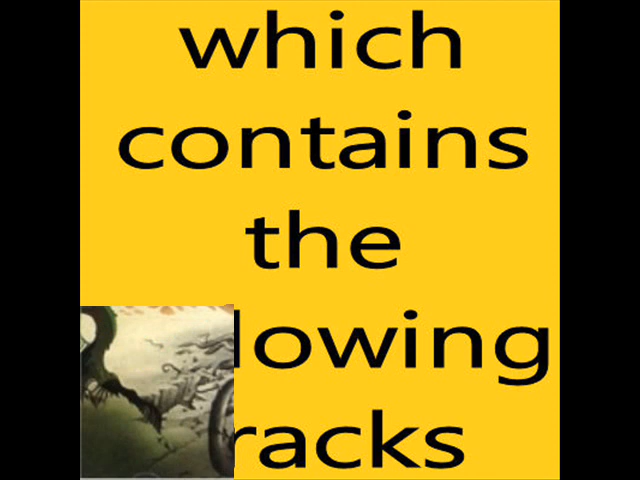 which
contains
the
lowing
racks